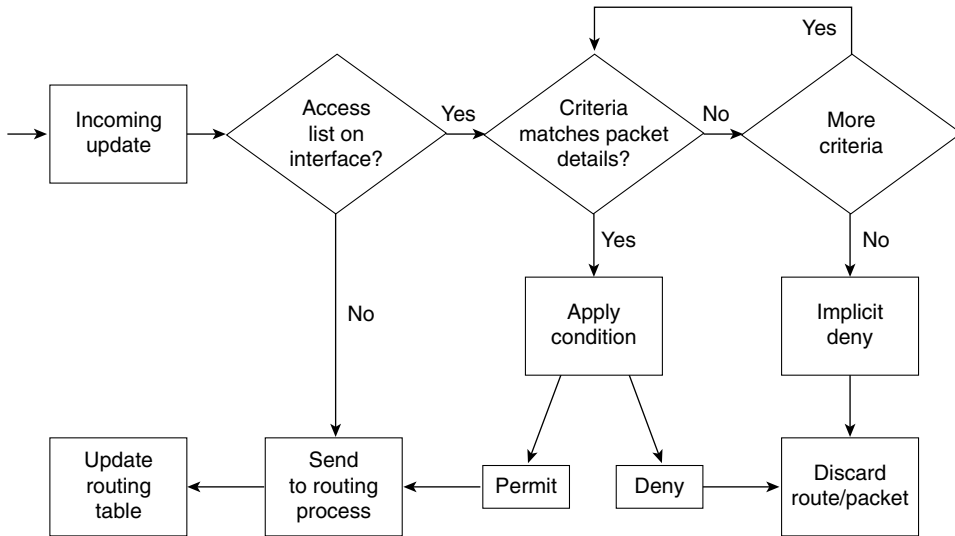 Yes
Incoming
update
Access
list on
interface?
Yes
Criteria
matches packet
details?
No
More
criteria
No
Yes
No
Apply
condition
Implicit
deny
Update
routing
table
Send
to routing
process
Permit
Deny
Discard
route/packet